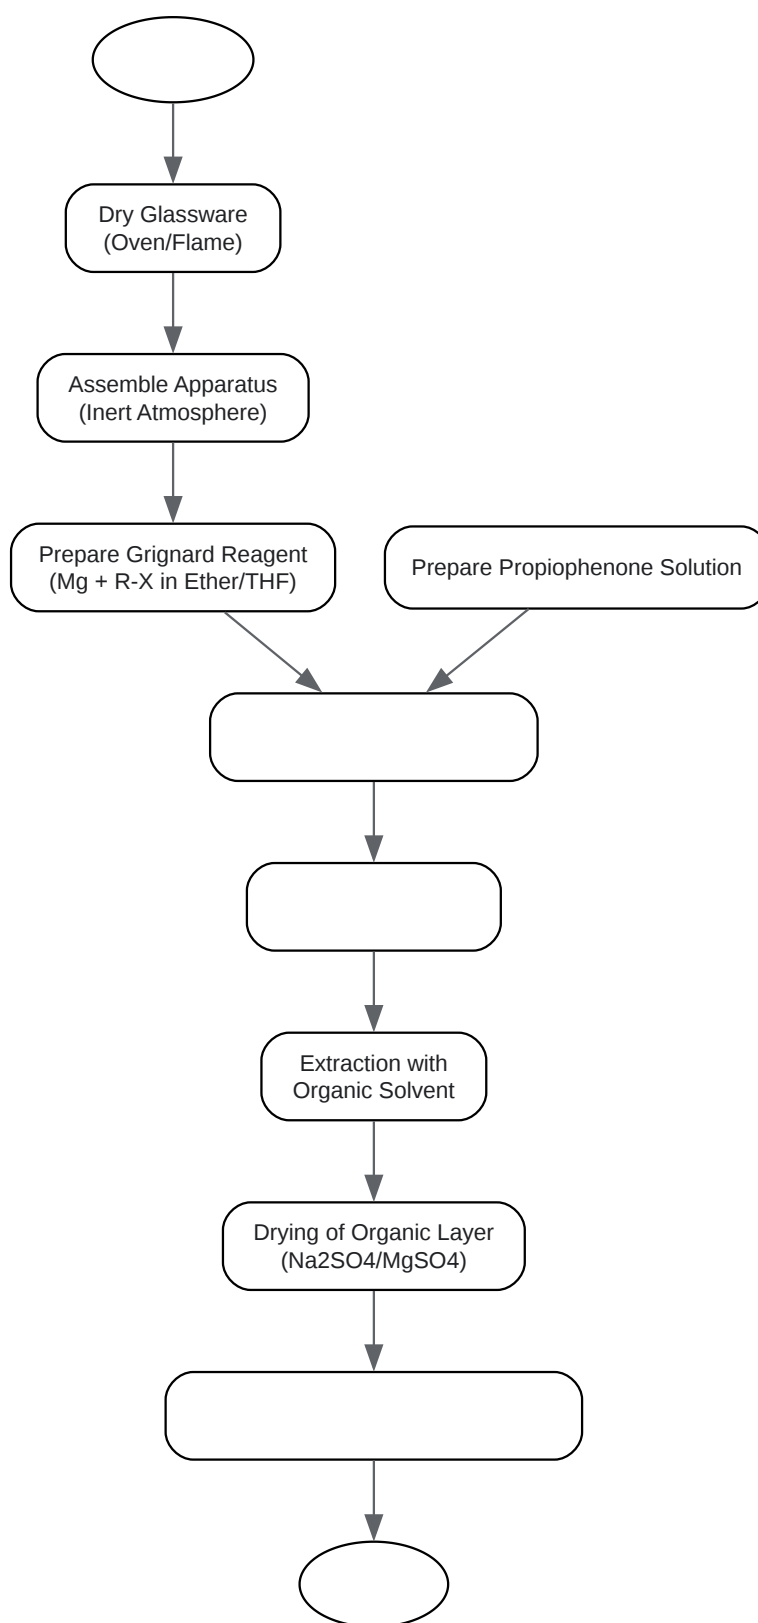 Dry Glassware
(Oven/Flame)
Assemble Apparatus
(Inert Atmosphere)
Prepare Grignard Reagent
(Mg + R-X in Ether/THF)
Prepare Propiophenone Solution
Extraction with
Organic Solvent
Drying of Organic Layer
(Na2SO4/MgSO4)